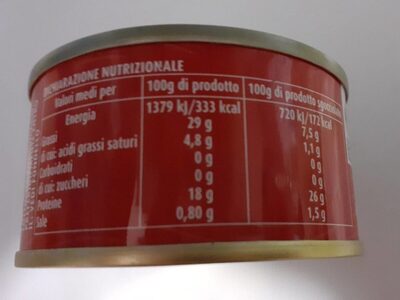 DICHIARAZIONE NUTRIZIONALE
Valori medi per 100g di prodotto 100g di prodotto sgocciolato
Energia 1379 kJ/333 kcal 720 kJ/172 kcal
Grassi 29 g 7,5 g
di cui: acidi grassi saturi 4,8 g 1,1 g
Carboidrati 0 g 0 g
di cui: zuccheri 0 g 0 g
Proteine 18 g 26 g
Sale 0,80 g 1,5 g